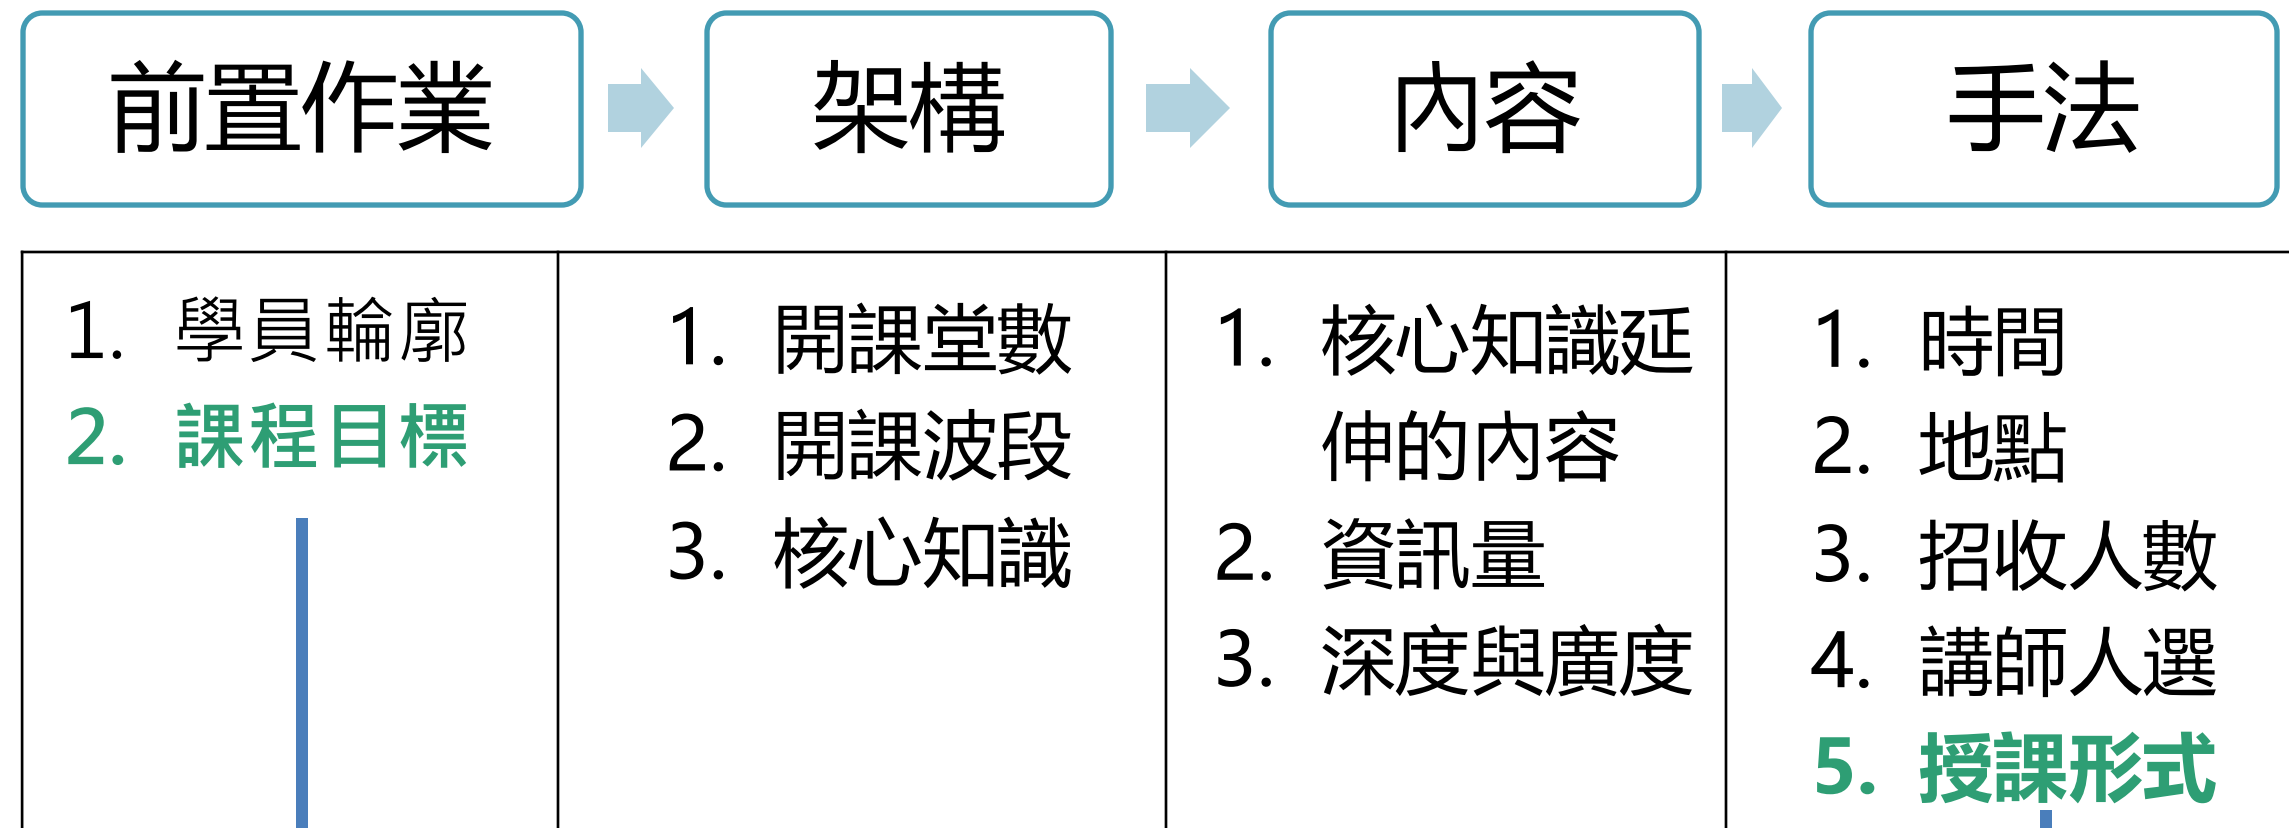 前置作業
架構
內容
手法
1. 學員輪廓
2. 課程目標
1. 開課堂數
2. 開課波段
3. 核心知識
1. 核心知識延
伸的內容
2. 資訊量
3. 深度與廣度
1. 時間
2. 地點
3. 招收人數
4. 講師人選
5. 授課形式